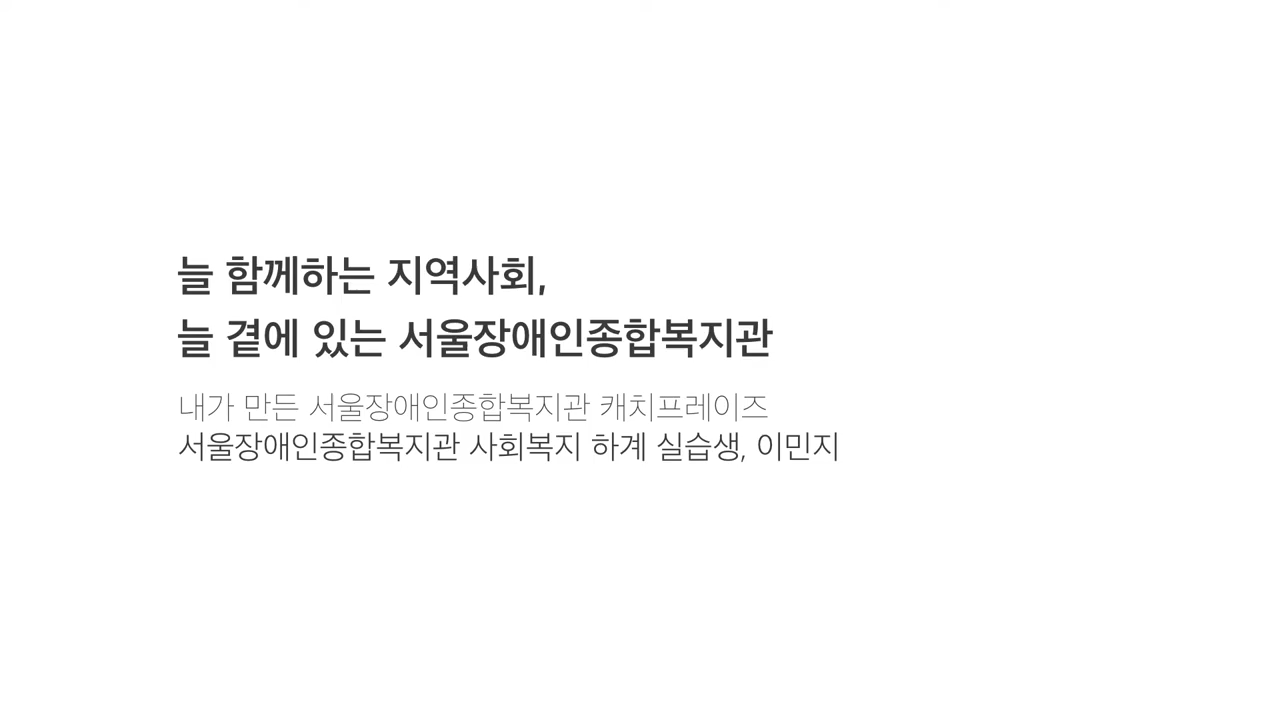 늘 함께하는 지역사회,
늘 곁에 있는 서울장애인종합복지관
내가 만든 서울장애인종합복지관 캐치프레이즈
서울장애인종합복지관 사회복지 하계 실습생, 이민지